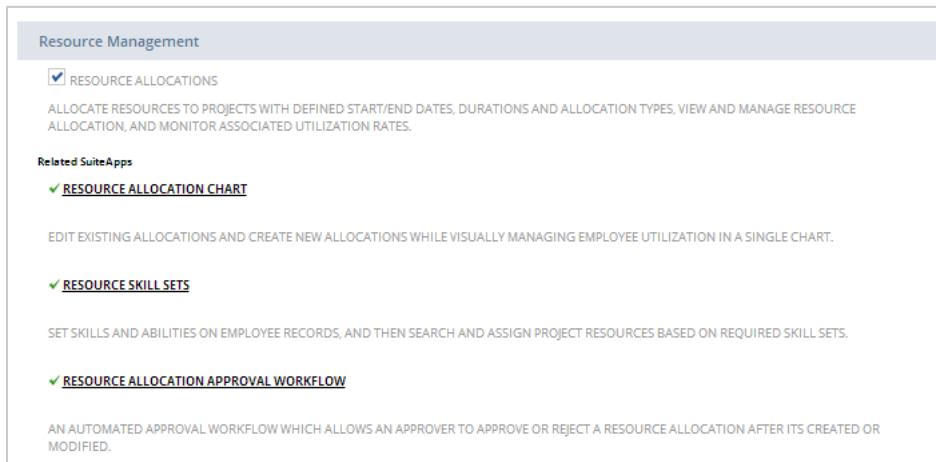 Resource Management
RESOURCE ALLOCATIONS
ALLOCATE RESOURCES TO PROJECTS WITH DEFINED START/END DATES, DURATIONS AND ALLOCATION TYPES, VIEW AND MANAGE RESOURCE
ALLOCATION, AND MONITOR ASSOCIATED UTILIZATION RATES.
Related SuiteApps
RESOURCE ALLOCATION CHART
EDIT EXISTING ALLOCATIONS AND CREATE NEW ALLOCATIONS WHILE VISUALLY MANAGING EMPLOYEE UTILIZATION IN A SINGLE CHART.
RESOURCE SKILL SETS
SET SKILLS AND ABILITIES ON EMPLOYEE RECORDS, AND THEN SEARCH AND ASSIGN PROJECT RESOURCES BASED ON REQUIRED SKILL SETS.
RESOURCE ALLOCATION APPROVAL WORKFLOW
AN AUTOMATED APPROVAL WORKFLOW WHICH ALLOWS AN APPROVER TO APPROVE OR REJECT A RESOURCE ALLOCATION AFTER ITS CREATED OR
MODIFIED.